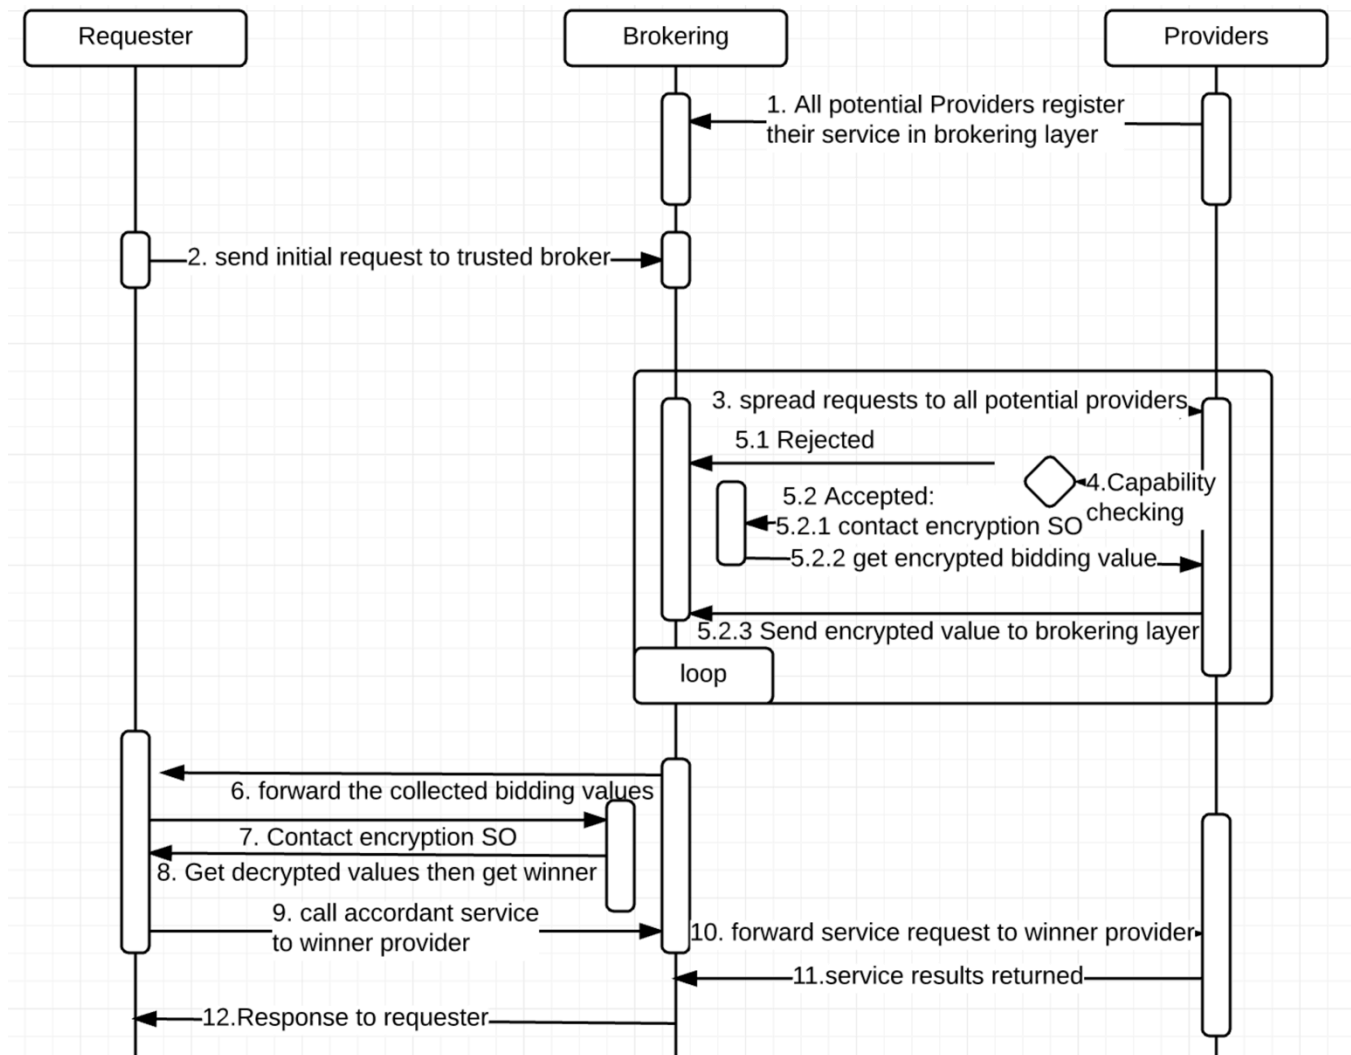 Requester
Brokering
Providers
1. All potential Providers register
their service in brokering layer
2. send initial request to trusted broker
3. spread requests to all potential providers
5.1 Rejected
4.Capability
checking
5.2 Accepted:
5.2.1 contact encryption SO
5.2.2 get encrypted bidding value
5.2.3 Send encrypted value to brokering layer
loop
6. forward the collected bidding values
7. Contact encryption SO
8. Get decrypted values then get winner
9. call accordant service
to winner provider
10. forward service request to winner provider
11.service results returned
12.Response to requester